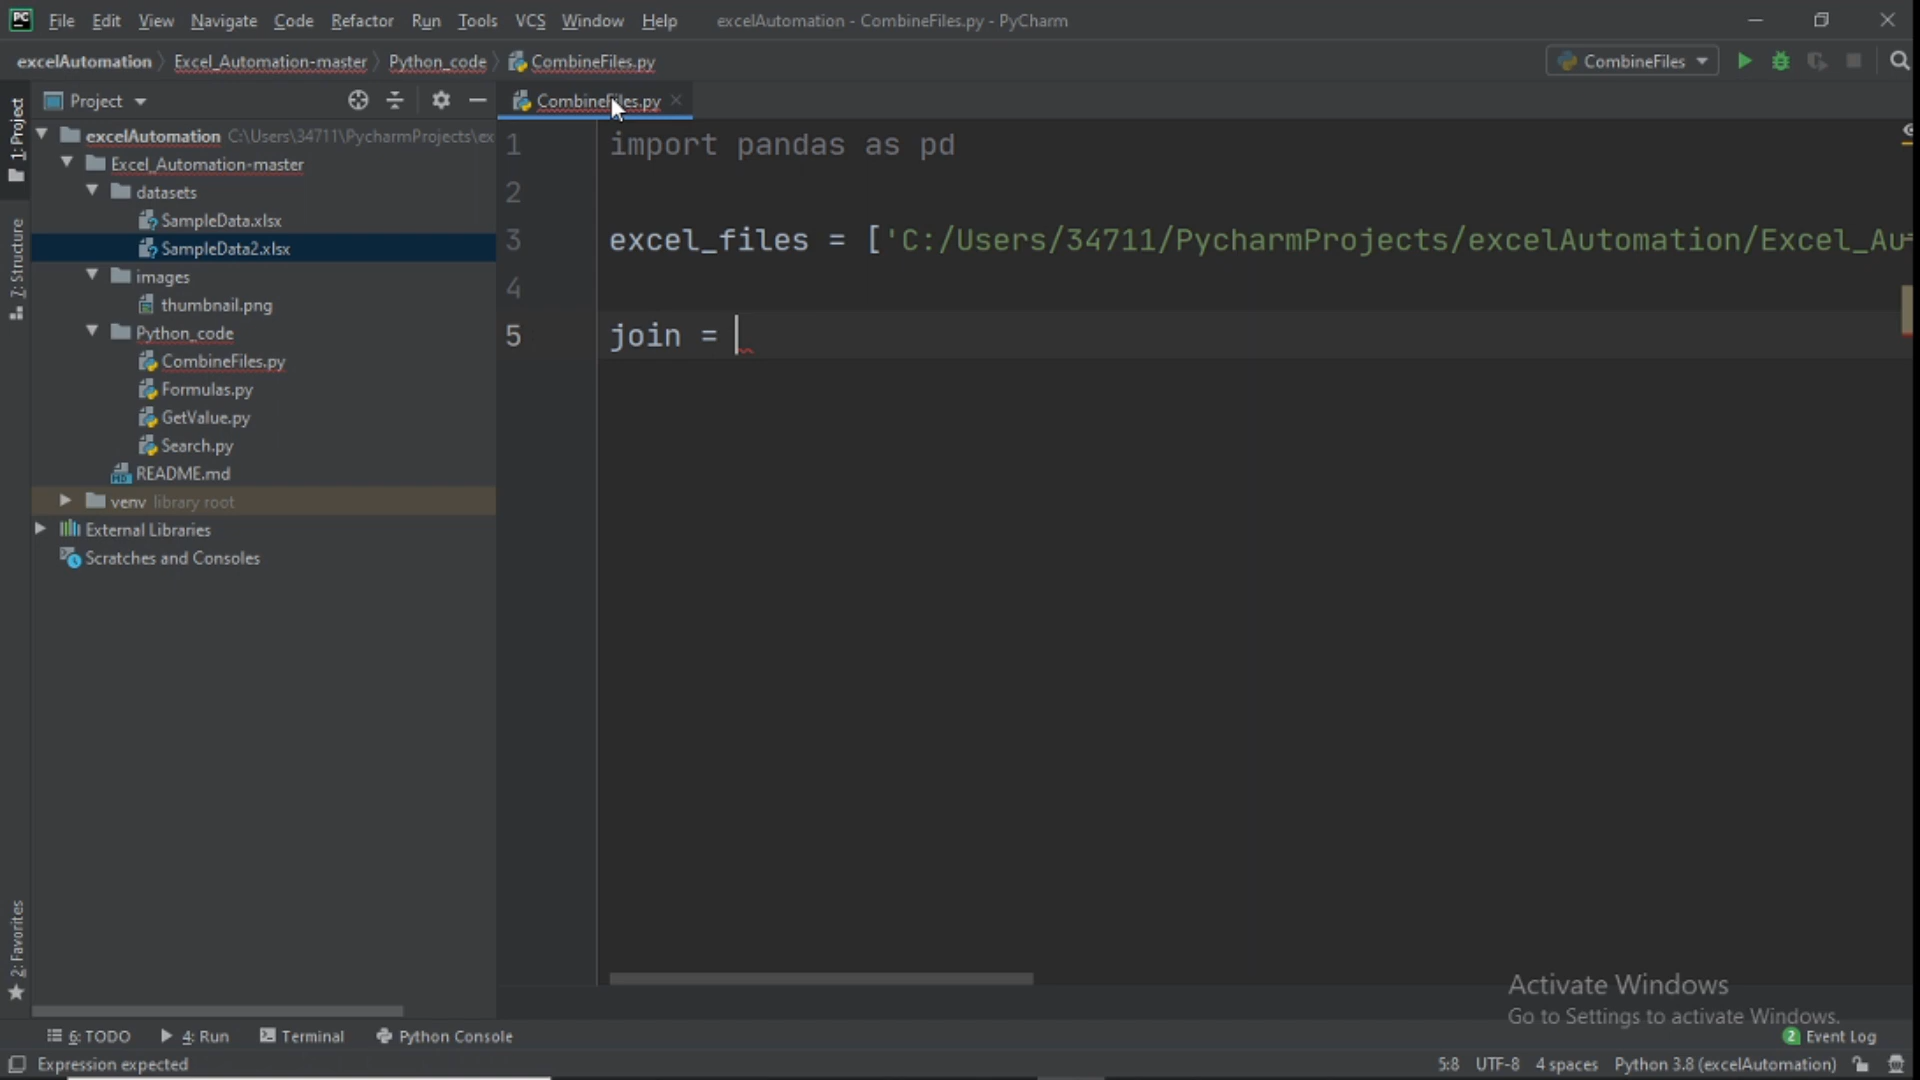 PC File Edit View Navigate Code Refactor Run Tools VCS Window Help excelAutomation - CombineFiles.py - PyCharm
excelAutomation Excel_Automation-master Python_code CombineFiles.py CombineFiles
1: Project
7: Structure
2: Favorites
Project
excelAutomation C:\Users\34711\PycharmProjects\ex
Excel_Automation-master
datasets
SampleData.xlsx
SampleData2.xlsx
images
thumbnail.png
Python_code
CombineFiles.py
Formulas.py
GetValue.py
Search.py
README.md
venv library root
External Libraries
Scratches and Consoles
CombineFiles.py
1 import pandas as pd
2
3 excel_files = ['C:/Users/34711/PycharmProjects/excelAutomation/Excel_Au
4
5 join =
Activate Windows
Go to Settings to activate Windows.
6: TODO 4: Run Terminal Python Console 2 Event Log
Expression expected 5:8 UTF-8 4 spaces Python 3.8 (excelAutomation)